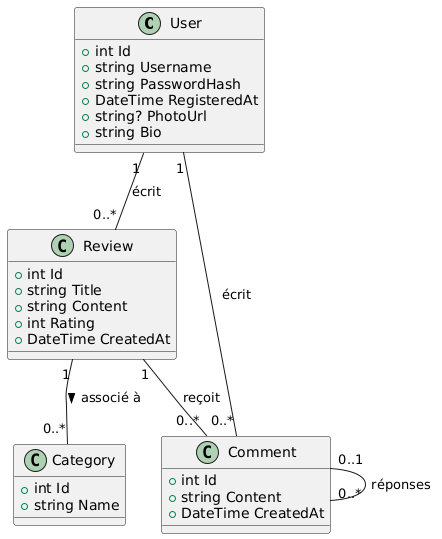 C User
int Id
string Username
string PasswordHash
DateTime RegisteredAt
string? PhotoUrl
string Bio
1
1
écrit
0..*
C Review
int Id
string Title
string Content
int Rating
DateTime CreatedAt
écrit
1
1
associé à
reçoit
0..*
0..*
0..*
C Category
int Id
string Name
C Comment
int Id
string Content
DateTime CreatedAt
0..1
réponses
0..*